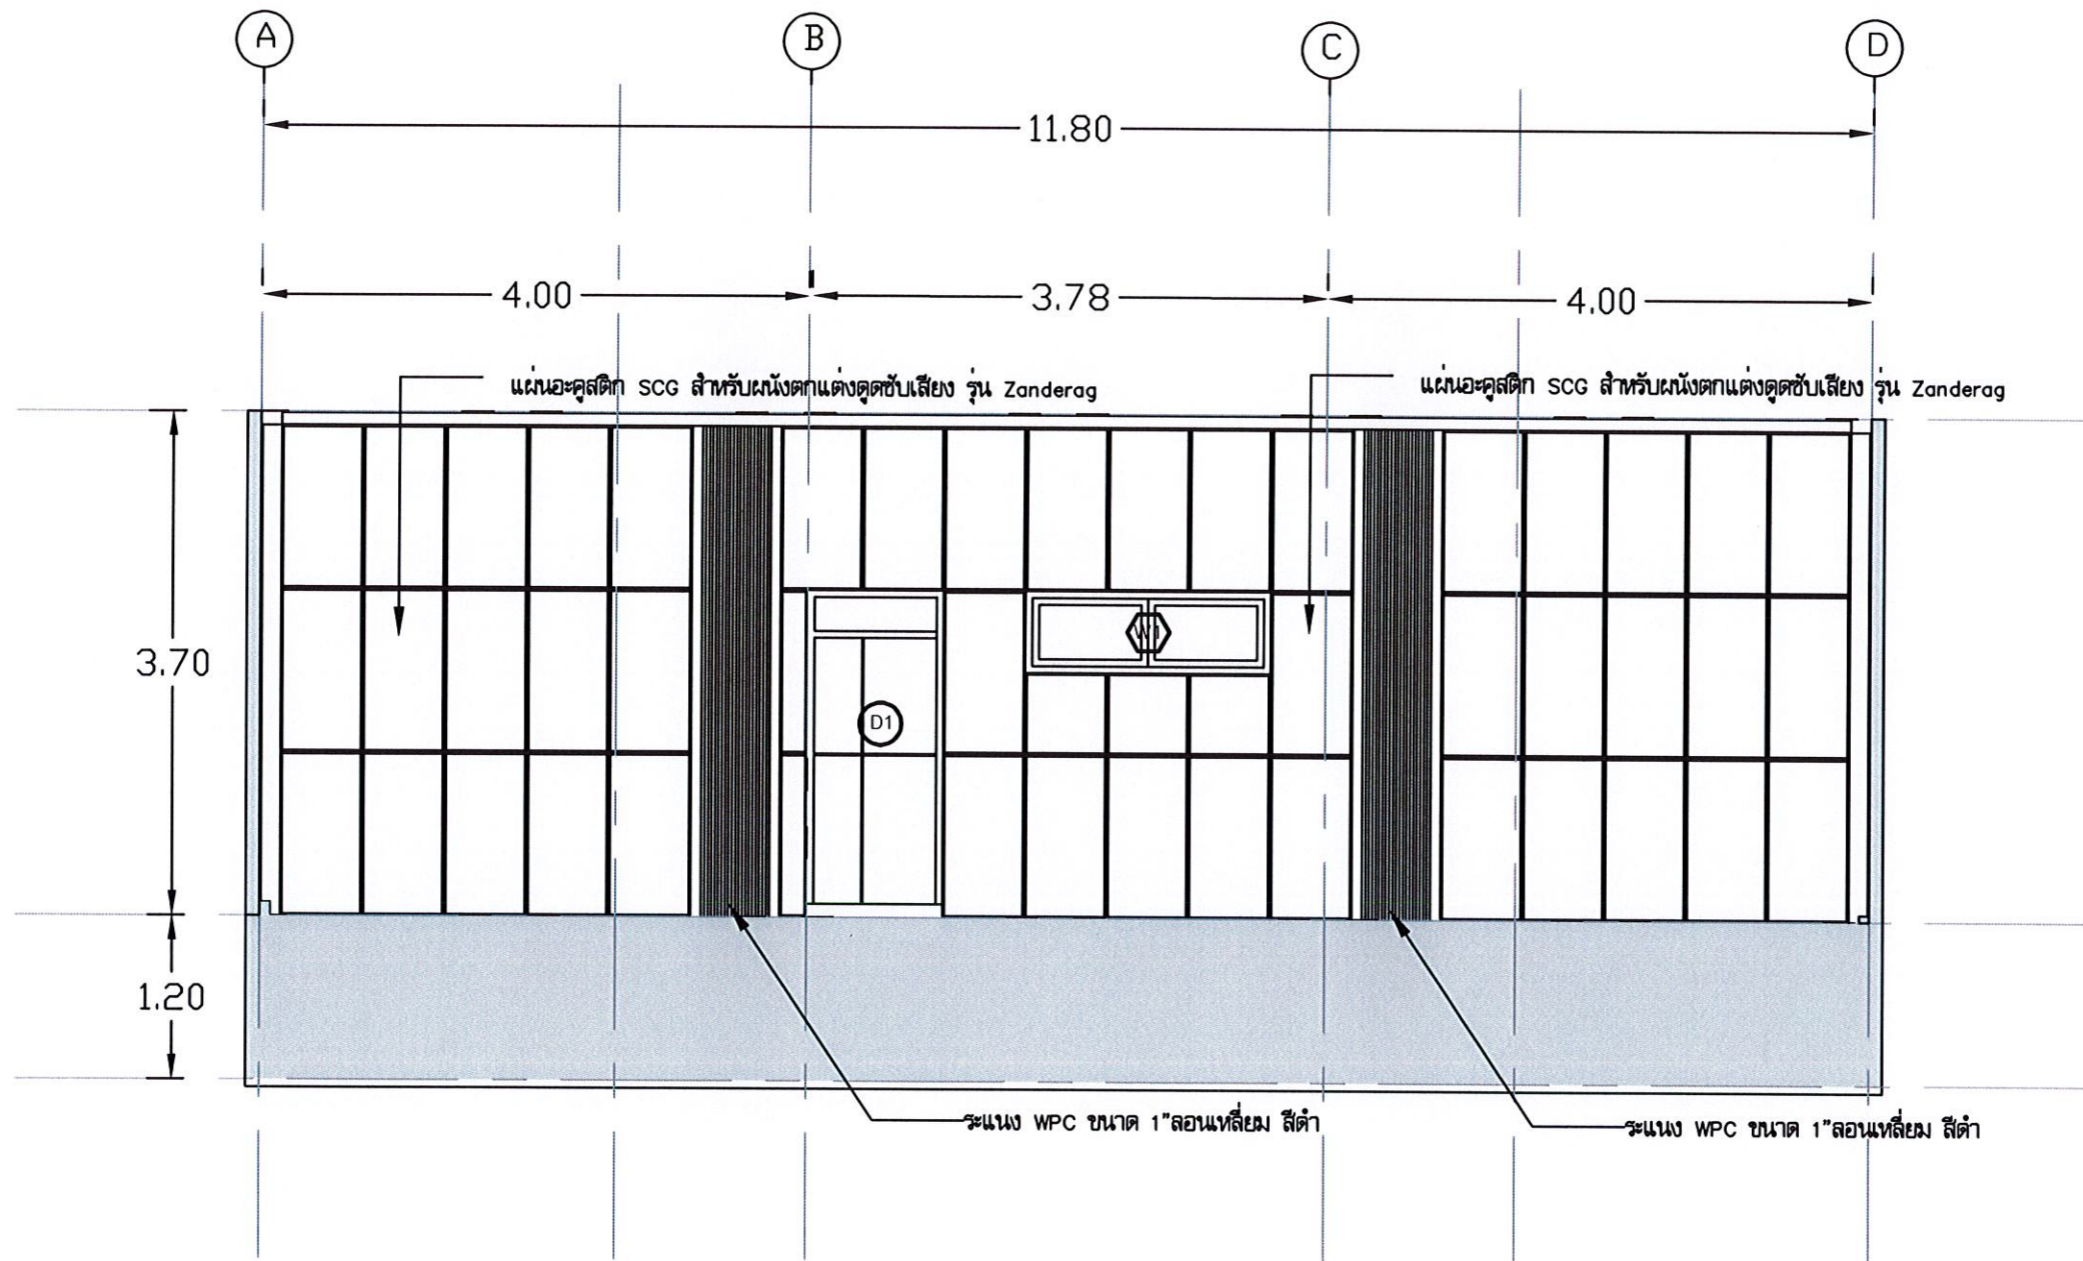 A
B
C
D
11.80
4.00
3.78
4.00
แผ่นอะคูสติก SCG สำหรับผนังตกแต่งดูดซับเสียง รุ่น Zanderag
แผ่นอะคูสติก SCG สำหรับผนังตกแต่งดูดซับเสียง รุ่น Zanderag
W1
3.70
D1
1.20
ระแนง WPC ขนาด 1"ลอนเหลี่ยม สีดำ
ระแนง WPC ขนาด 1"ลอนเหลี่ยม สีดำ